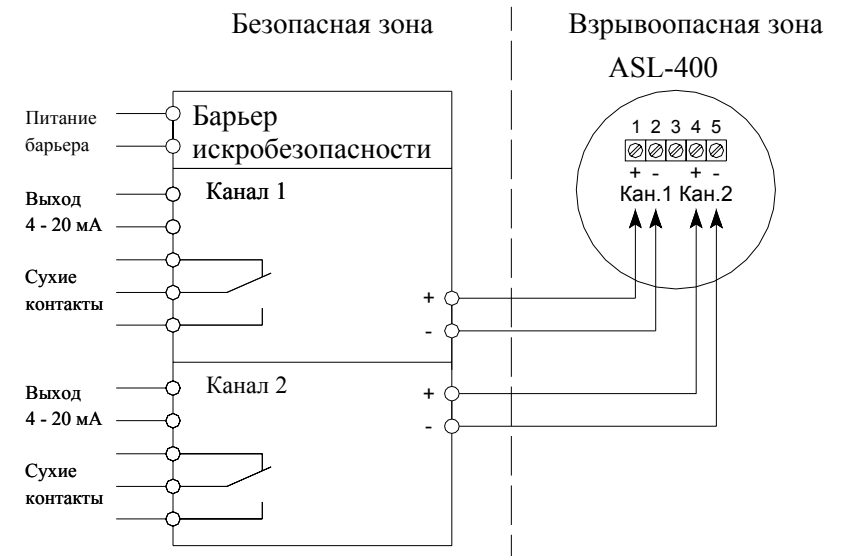 Безопасная зона
Взрывоопасная зона
ASL-400
Питание
барьера
Барьер
искробезопасности
1 2 3 4 5
+ - + -
Кан.1 Кан.2
Выход
4 - 20 мА
Канал 1
Сухие
контакты
+
-
Выход
4 - 20 мА
Канал 2
+
-
Сухие
контакты